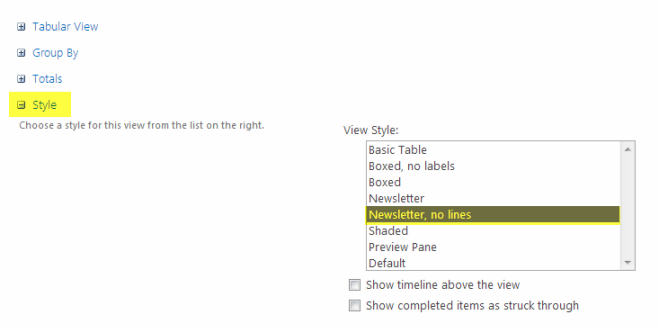 Tabular View
Group By
Totals
Style
Choose a style for this view from the list on the right.
View Style:
Basic Table
Boxed, no labels
Boxed
Newsletter
Newsletter, no lines
Shaded
Preview Pane
Default
Show timeline above the view
Show completed items as struck through